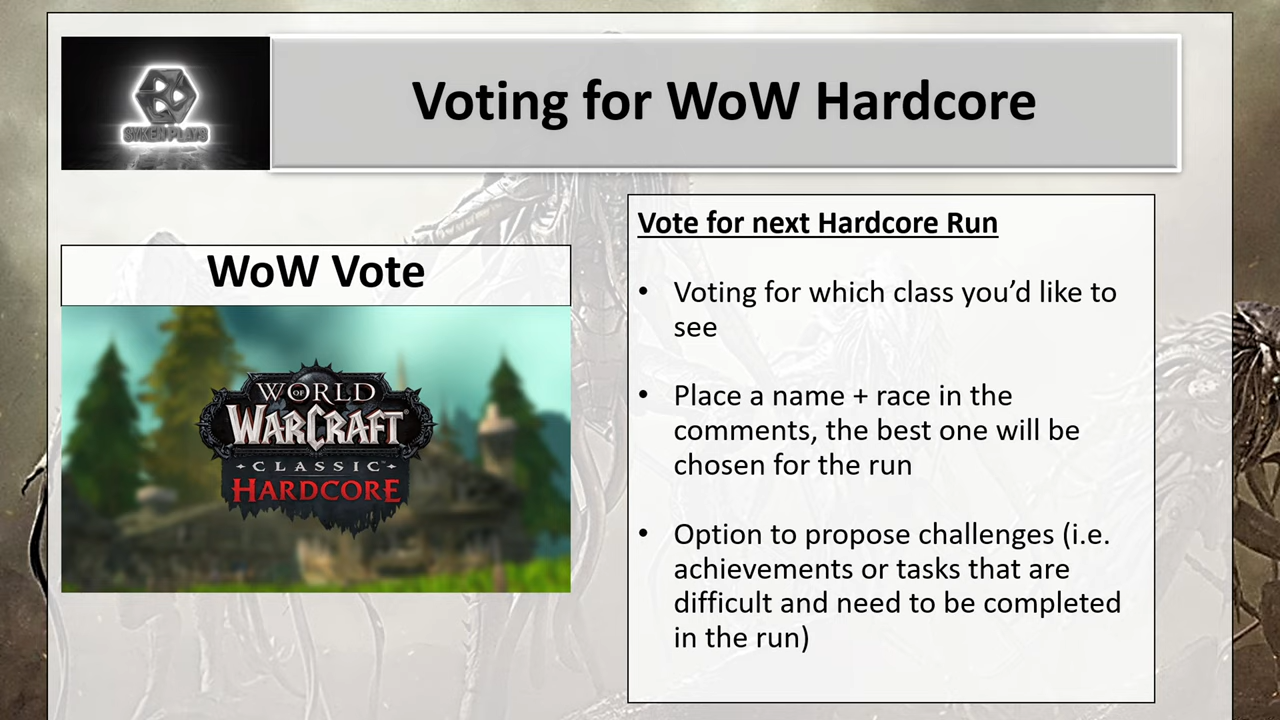 SYKEH PLAYS
Voting for WoW Hardcore
WoW Vote
WORLD OF
WARCRAFT
CLASSIC
HARDCORE
Vote for next Hardcore Run
• Voting for which class you’d like to
see
• Place a name + race in the
comments, the best one will be
chosen for the run
• Option to propose challenges (i.e.
achievements or tasks that are
difficult and need to be completed
in the run)